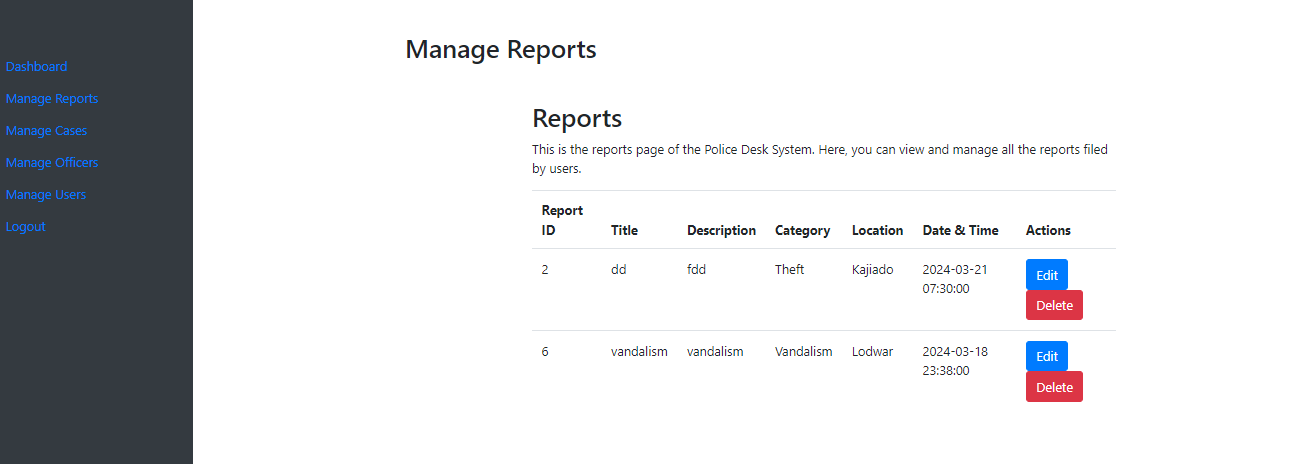 Dashboard
Manage Reports
Manage Cases
Manage Officers
Manage Users
Logout
Manage Reports
Reports
This is the reports page of the Police Desk System. Here, you can view and manage all the reports filed
by users.
Report
ID Title Description Category Location Date & Time Actions
2 dd fdd Theft Kajiado 2024-03-21 Edit
07:30:00
Delete
6 vandalism vandalism Vandalism Lodwar 2024-03-18 Edit
23:38:00
Delete